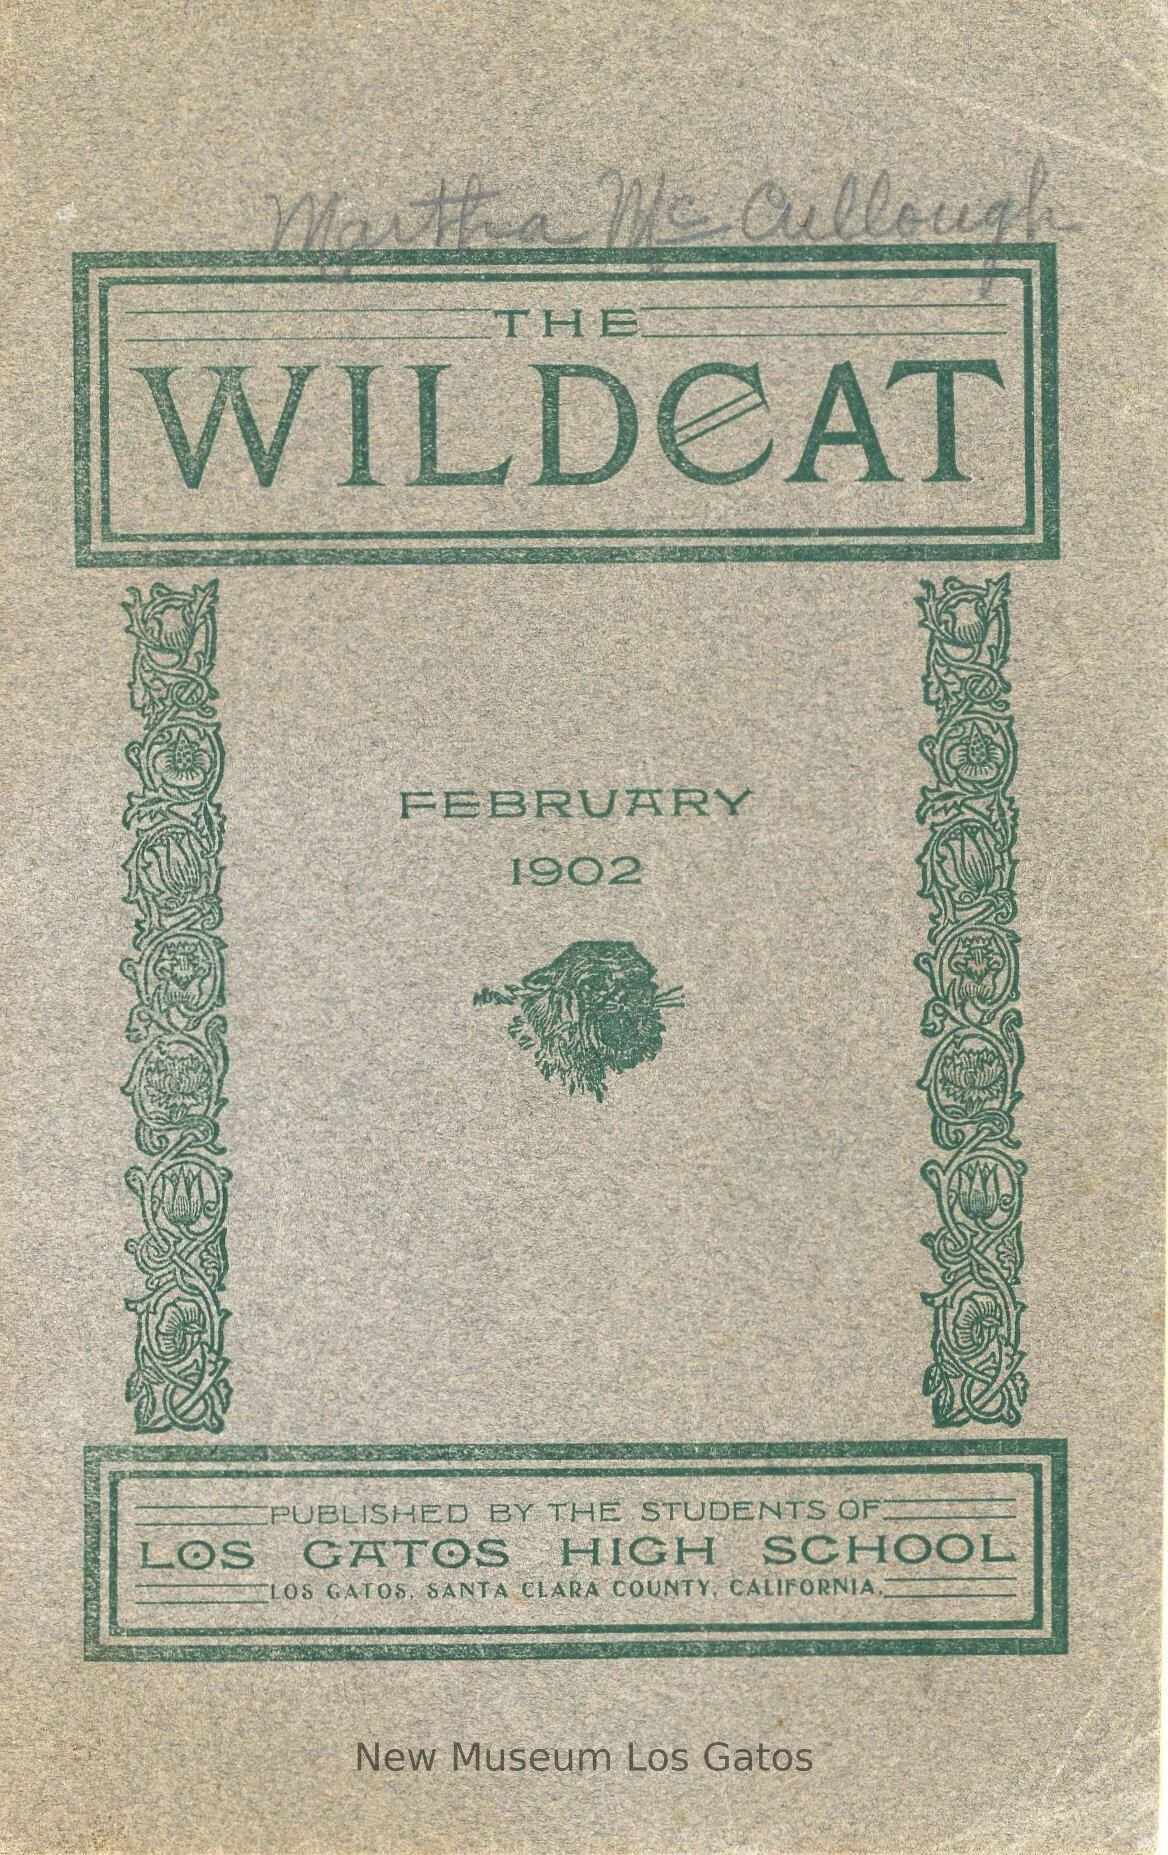 Martha McCullough
THE
WILDCAT
FEBRUARY
1902
PUBLISHED BY THE STUDENTS OF
LOS GATOS HIGH SCHOOL
LOS GATOS, SANTA CLARA COUNTY, CALIFORNIA.
New Museum Los Gatos